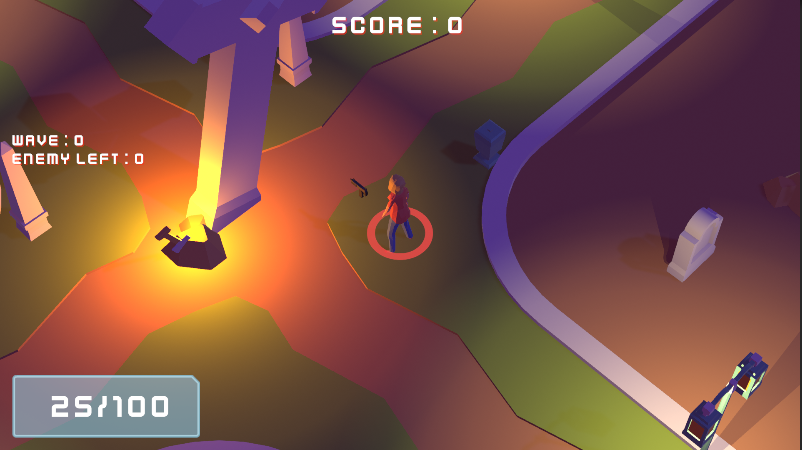 SCORE : 0
WAVE : 0
ENEMY LEFT : 0
25/100